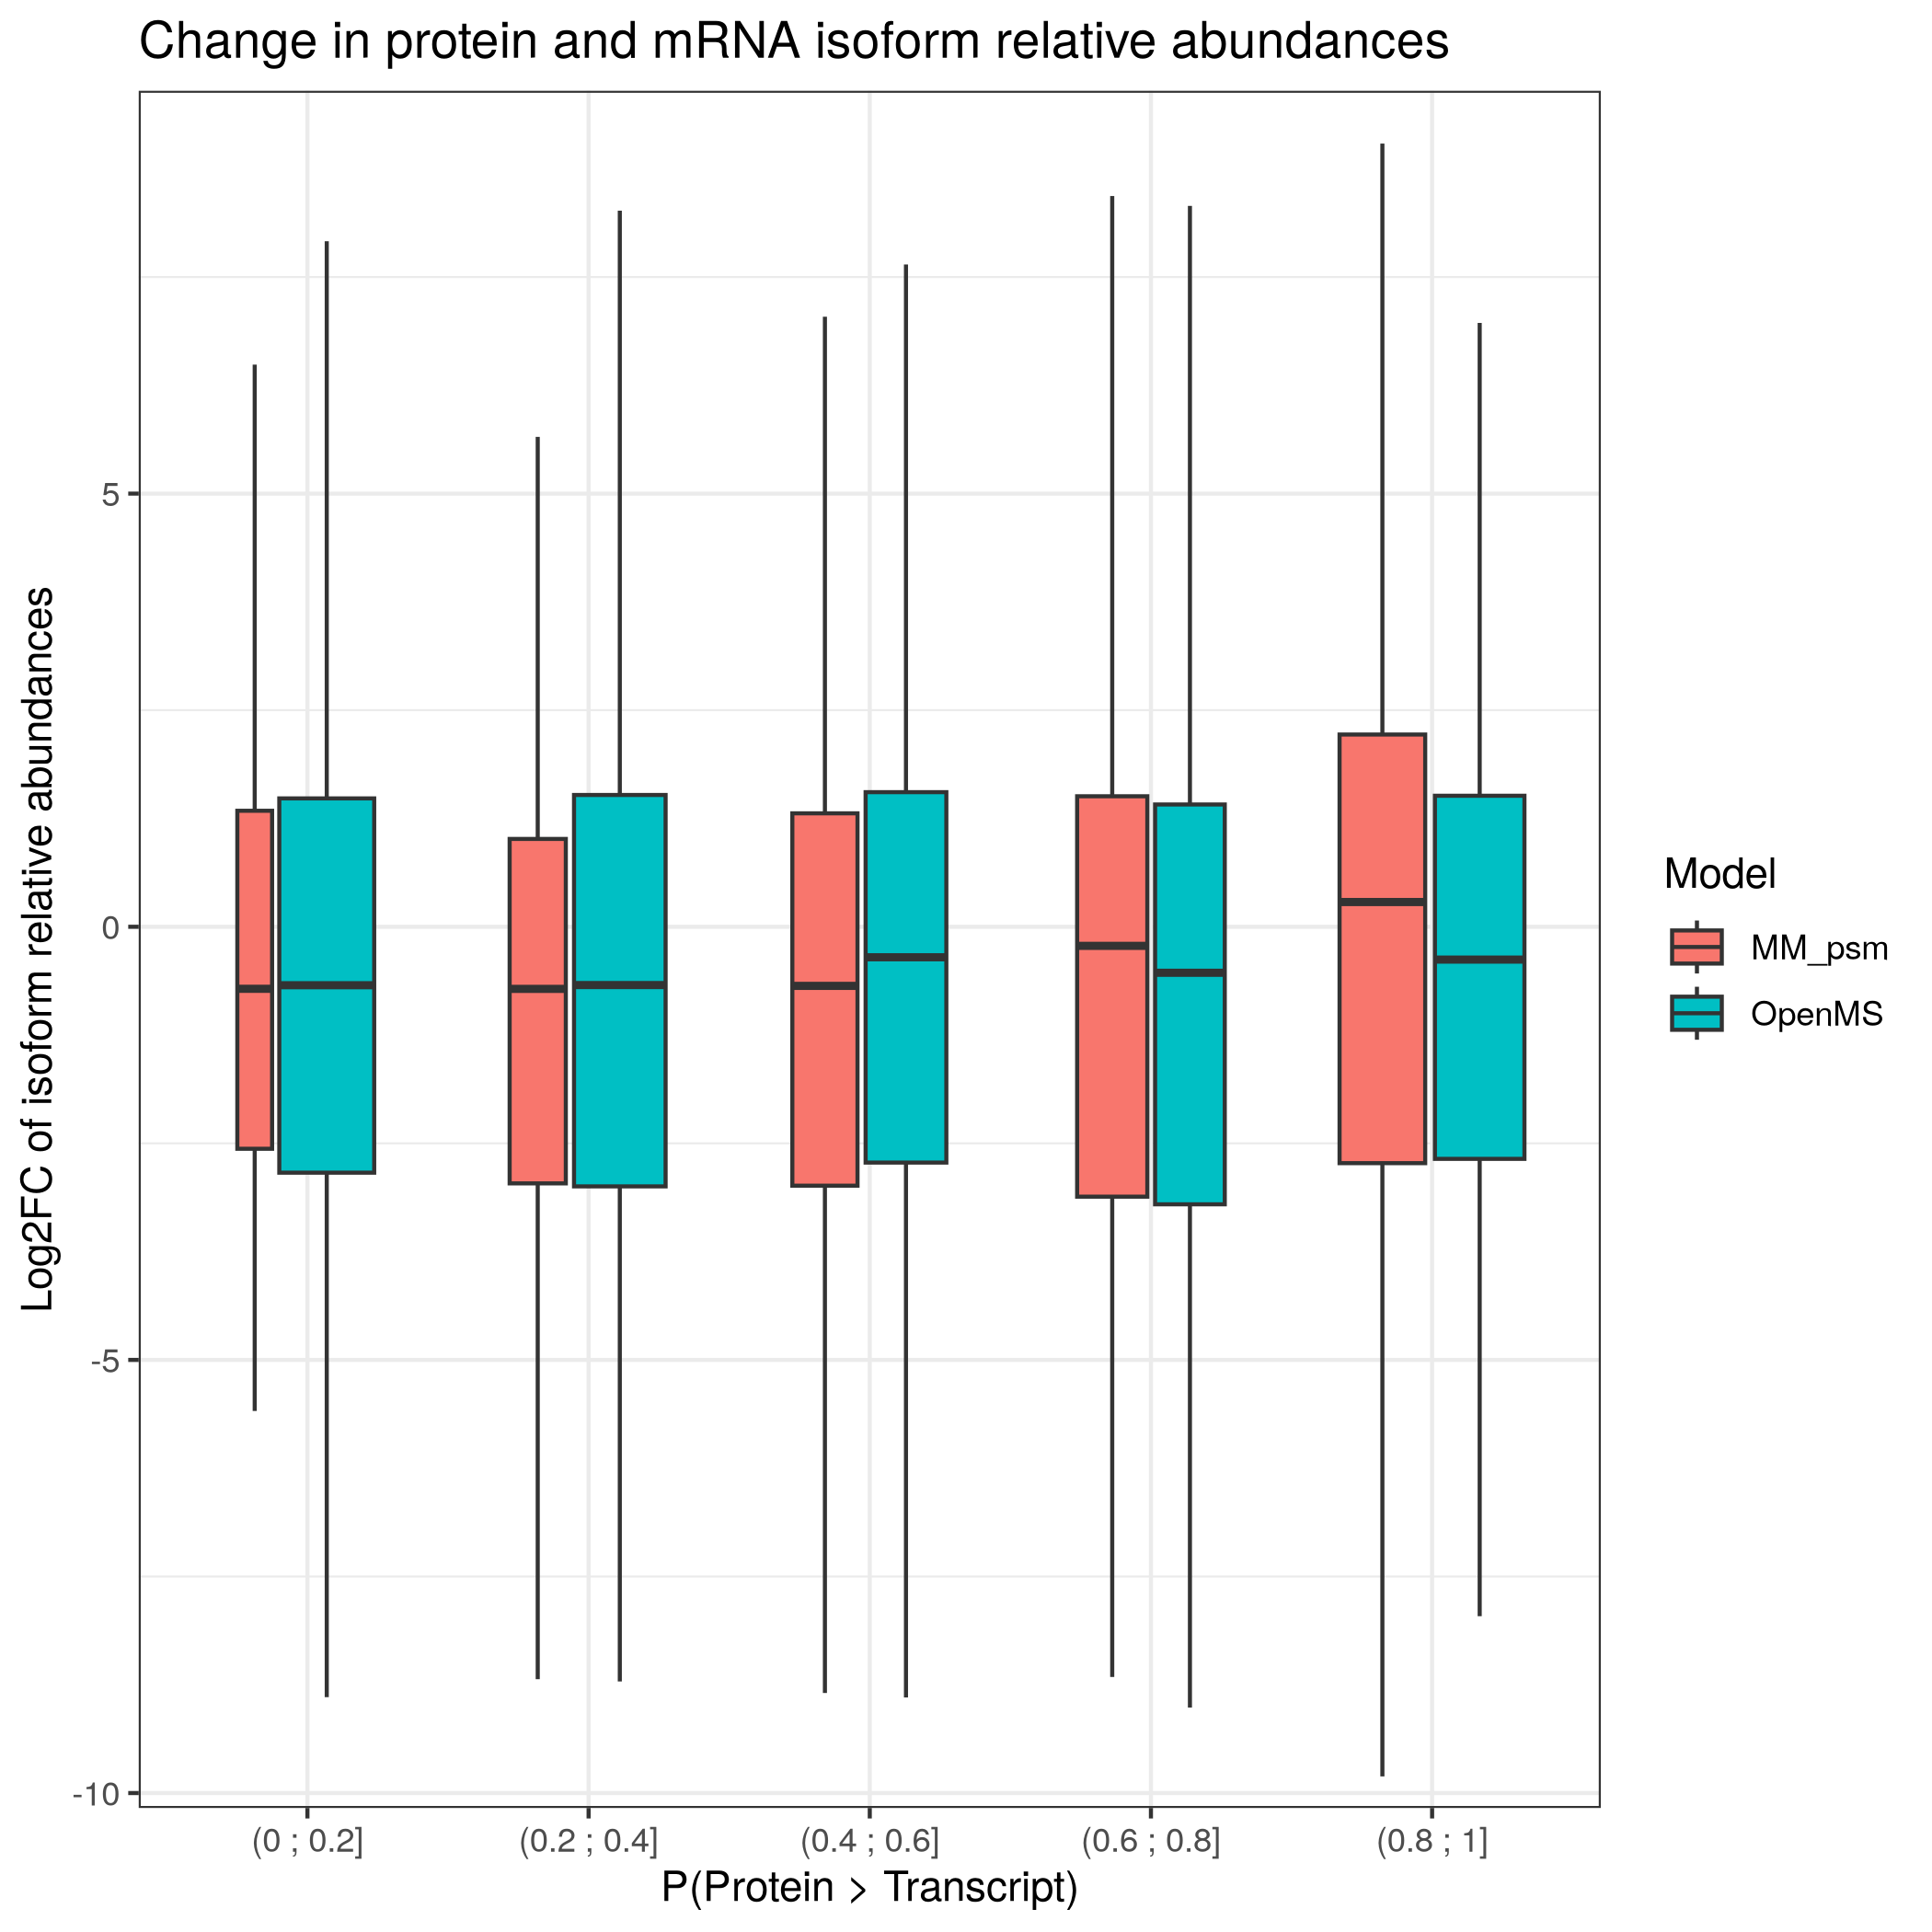 Change in protein and mRNA isoform relative abundances
Log2FC of isoform relative abundances
5
0
-5
-10
(0 ; 0.2]
(0.2 ; 0.4]
(0.4 ; 0.6]
(0.6 ; 0.8]
(0.8 ; 1]
P(Protein > Transcript)
Model
MM_psm
OpenMS